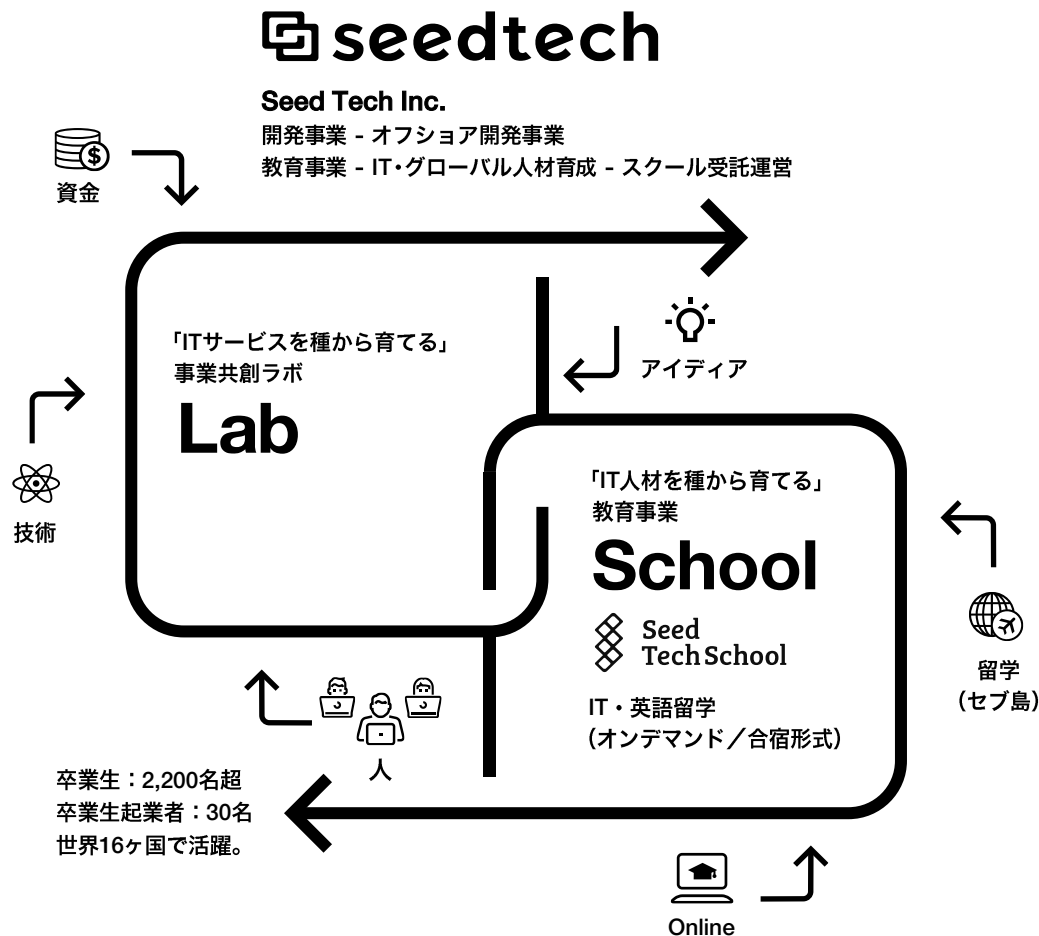 seedtech
Seed Tech Inc.
開発事業 - オフショア開発事業
教育事業 - IT・グローバル人材育成 - スクール受託運営
資金
「ITサービスを種から育てる」
事業共創ラボ
Lab
アイディア
技術
「IT人材を種から育てる」
教育事業
School
Seed
Tech School
IT・英語留学
(オンデマンド／合宿形式)
留学
(セブ島)
人
卒業生：2,200名超
卒業生起業者：30名
世界16ヶ国で活躍。
Online